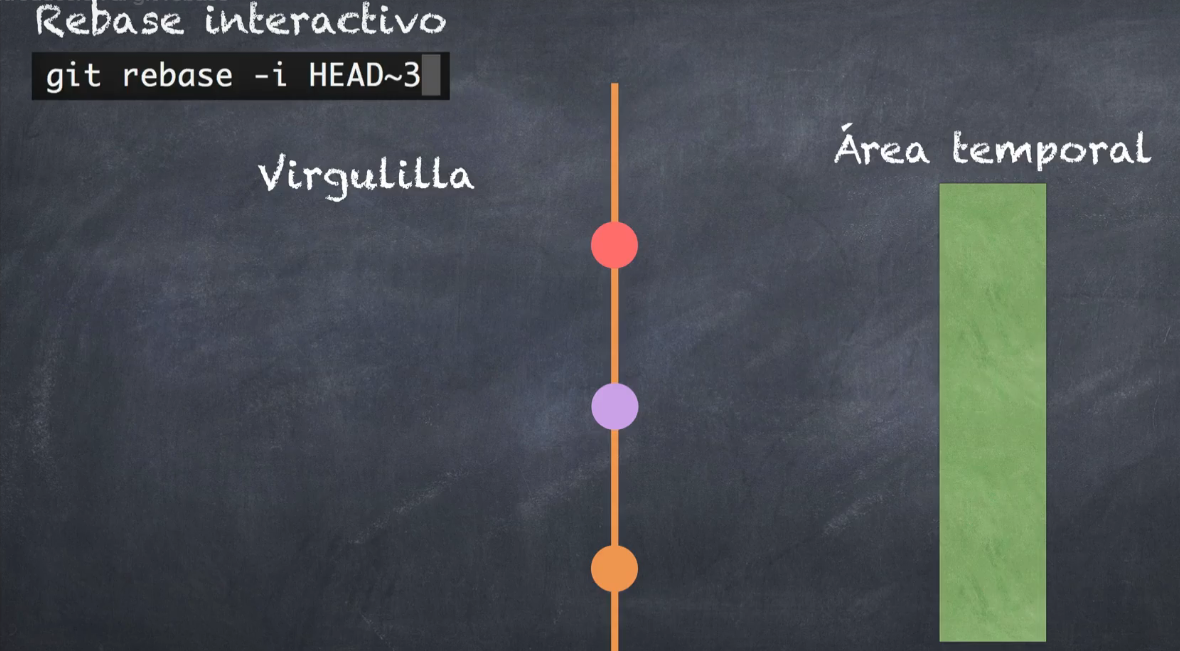 Rebase interactivo
git rebase -i HEAD~3
Virgulilla
Área temporal